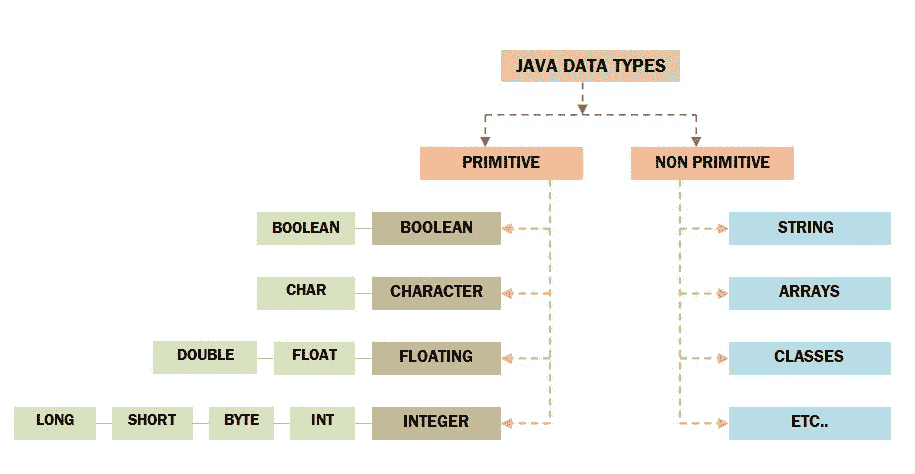 JAVA DATA TYPES
PRIMITIVE
NON PRIMITIVE
BOOLEAN
BOOLEAN
STRING
CHAR
CHARACTER
ARRAYS
DOUBLE
FLOAT
FLOATING
CLASSES
LONG
SHORT
BYTE
INT
INTEGER
ETC..